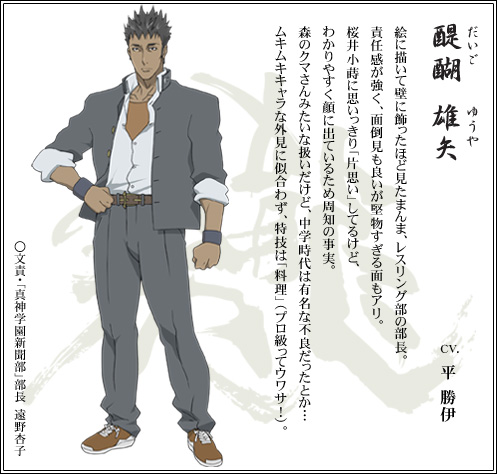 だいご ゆうや
醍醐 雄矢
CV. 平 勝伊
絵に描いて壁に飾ったほど見たまんま、レスリング部の部長。
責任感が強く、面倒見も良いが堅物すぎる面もアリ。
桜井小蒔に思いっきり「片思い」してるけど、
わかりやすく顔に出ているため周知の事実。
森のクマさんみたいな扱いだけど、中学時代は有名な不良だったとか…
ムキムキキャラな外見に似合わず、特技は「料理」(プロ級ってウワサ!)。
〇文責・「真神学園新聞部」部長 遠野杏子